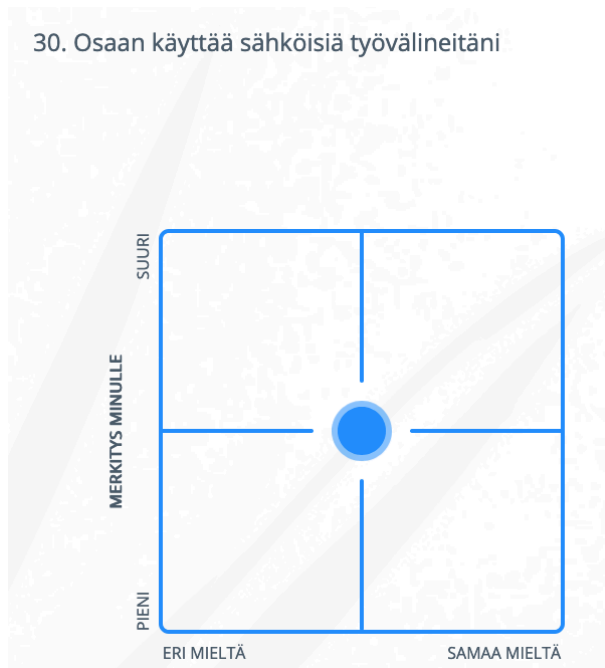 30. Osaan käyttää sähköisiä työvälineitäni
SUURI
MERKITYS MINULLE
PIENI
ERI MIELTÄ
SAMAA MIELTÄ